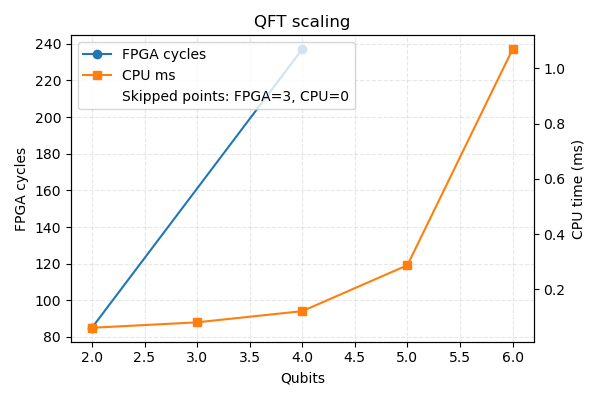 QFT scaling
FPGA cycles
CPU ms
Skipped points: FPGA=3, CPU=0
FPGA cycles
240
220
200
180
160
140
120
100
80
CPU time (ms)
1.0
0.8
0.6
0.4
0.2
2.0 2.5 3.0 3.5 4.0 4.5 5.0 5.5 6.0
Qubits